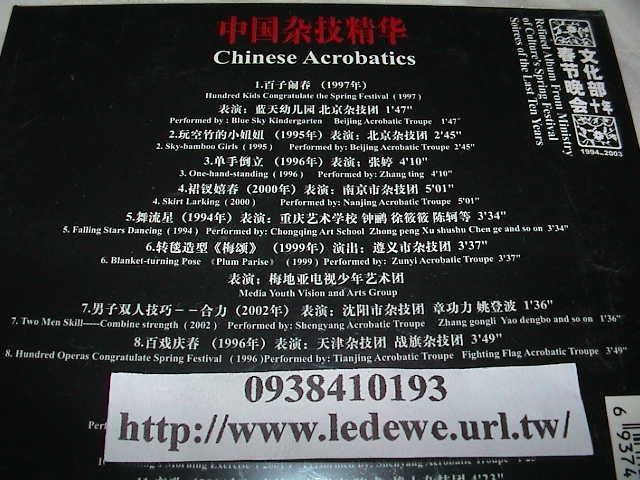 中国杂技精华
Chinese Acrobatics
1.百子闹春 (1997年)
Hundred Kids Congratulate the Spring Festival ( 1997 )
表演: 蓝天幼儿园 北京杂技团 1'47"
Performed by : Blue Sky Kindergarten Beijing Acrobatic Troupe 1'47"
2.玩空竹的小妞妞 (1995年) 表演: 北京杂技团 2'45"
2. Sky-bamboo Girls ( 1995 ) Performed by: Beijing Acrobatic Troupe 2'45"
3.单手倒立 (1996年) 表演: 张婷 4'10"
3. One-hand-standing ( 1996 ) Performed by: Zhang ting 4'10"
4.裙钗嬉春 (2000年) 表演: 南京市杂技团 5'01"
4. Skirt Larking ( 2000 ) Performed by: Nanjing Acrobatic Troupe 5'01"
5.舞流星 (1994年) 表演: 重庆艺术学校 钟鹂 徐筱筱 陈轲等 3'34"
5. Falling Stars Dancing ( 1994 ) Performed by: Chongqing Art School Zhong peng Xu shushu Chen ge and so on 3'34"
6.转毯造型《梅颂》 (1999年) 演出: 遵义市杂技团 3'37"
6. Blanket-turning Pose 《Plum Parise》 ( 1999 ) Performed by: Zunyi Acrobatic Troupe 3'37"
表演: 梅地亚电视少年艺术团
Media Youth Vision and Arts Group
7.男子双人技巧--合力 (2002年) 表演: 沈阳市杂技团 章功力 姚登波 1'36"
7. Two Men Skill-----Combine strength ( 2002 ) Performed by: Shengyang Acrobatic Troupe Zhang gongli Yao dengbo and so on 1'36"
8.百戏庆春 (1996年) 表演: 天津杂技团 战旗杂技团 3'49"
8. Hundred Operas Congratulate Spring Festival ( 1996 )Performed by: Tianjing Acrobatic Troupe Fighting Flag Acrobatic Troupe 3'49"
0938410193
http://www.ledewe.url.tw/
文化部
春节晚会
十年
1994-2003
Refined Album From Ministry
of Culture's Spring Festival
Soirees of the Last Ten Years
6 9374